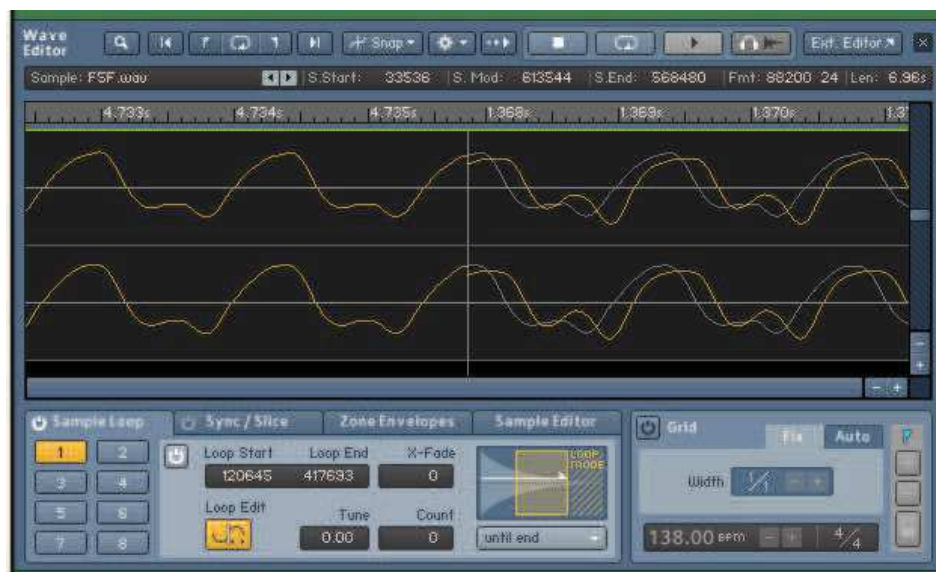 Wave Editor Snap Ext. Editor
Sample: F5F.wav S.Start: 33536 S. Mod: 613544 S.End: 568480 Fmt: 88200 24 Len: 6.96s
4.733s 4.734s 4.735s 1.368s 1.369s 1.370s 1.37
Sample Loop Sync / Slice Zone Envelopes Sample Editor Grid Fix Auto
1 2 Loop Start Loop End X-Fade LOOP MODE
3 4 120645 417693 0 Width 1/1
5 6 Loop Edit Tune Count
7 8 0.00 0 until end 138.00 BPM 4/4